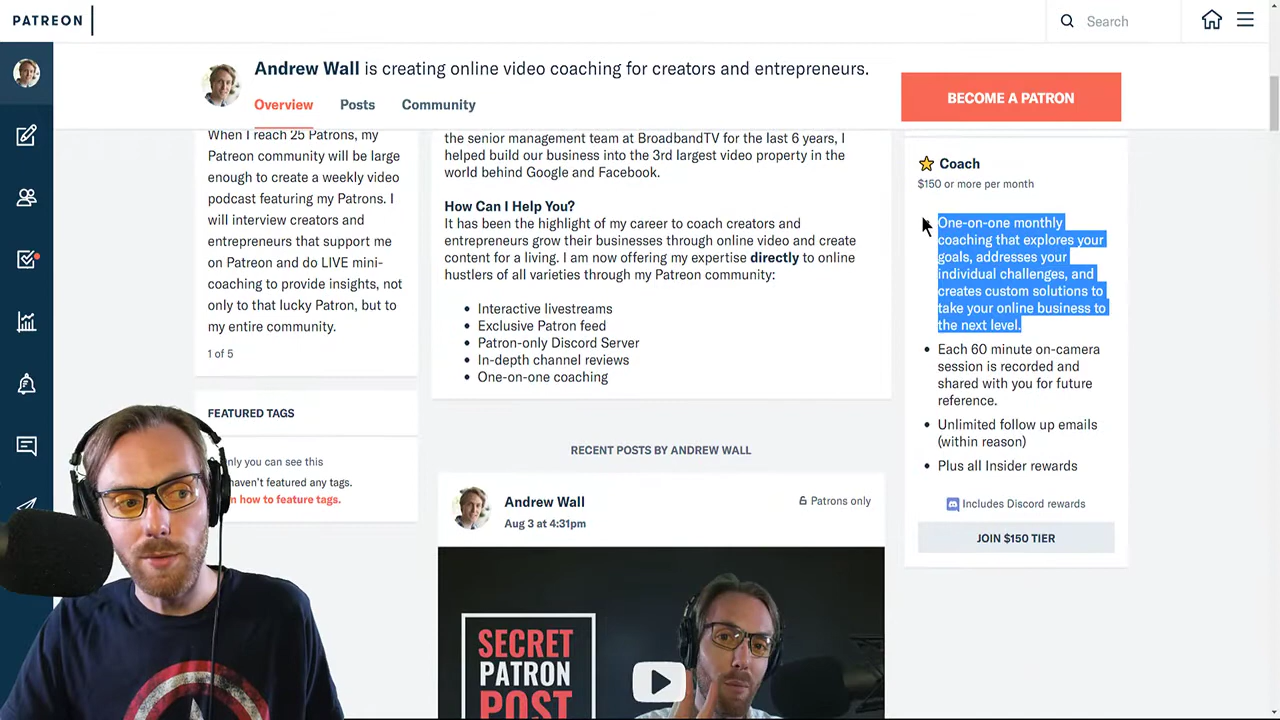 PATREON
Search
Andrew Wall is creating online video coaching for creators and entrepreneurs.
Overview
Posts
Community
BECOME A PATRON
When I reach 25 Patrons, my
Patreon community will be large
enough to create a weekly video
podcast featuring my Patrons. I
will interview creators and
entrepreneurs that support me
on Patreon and do LIVE mini-
coaching to provide insights, not
only to that lucky Patron, but to
my entire community.
1 of 5
FEATURED TAGS
only you can see this
haven't featured any tags.
how to feature tags.
the senior management team at BroadbandTV for the last 6 years, I
helped build our business into the 3rd largest video property in the
world behind Google and Facebook.
How Can I Help You?
It has been the highlight of my career to coach creators and
entrepreneurs grow their businesses through online video and create
content for a living. I am now offering my expertise directly to online
hustlers of all varieties through my Patreon community:
• Interactive livestreams
• Exclusive Patron feed
• Patron-only Discord Server
• In-depth channel reviews
• One-on-one coaching
RECENT POSTS BY ANDREW WALL
Andrew Wall
Patrons only
Aug 3 at 4:31pm
SECRET
PATRON
POST
Coach
$150 or more per month
One-on-one monthly
coaching that explores your
goals, addresses your
individual challenges, and
creates custom solutions to
take your online business to
the next level.
• Each 60 minute on-camera
session is recorded and
shared with you for future
reference.
• Unlimited follow up emails
(within reason)
• Plus all Insider rewards
Includes Discord rewards
JOIN $150 TIER